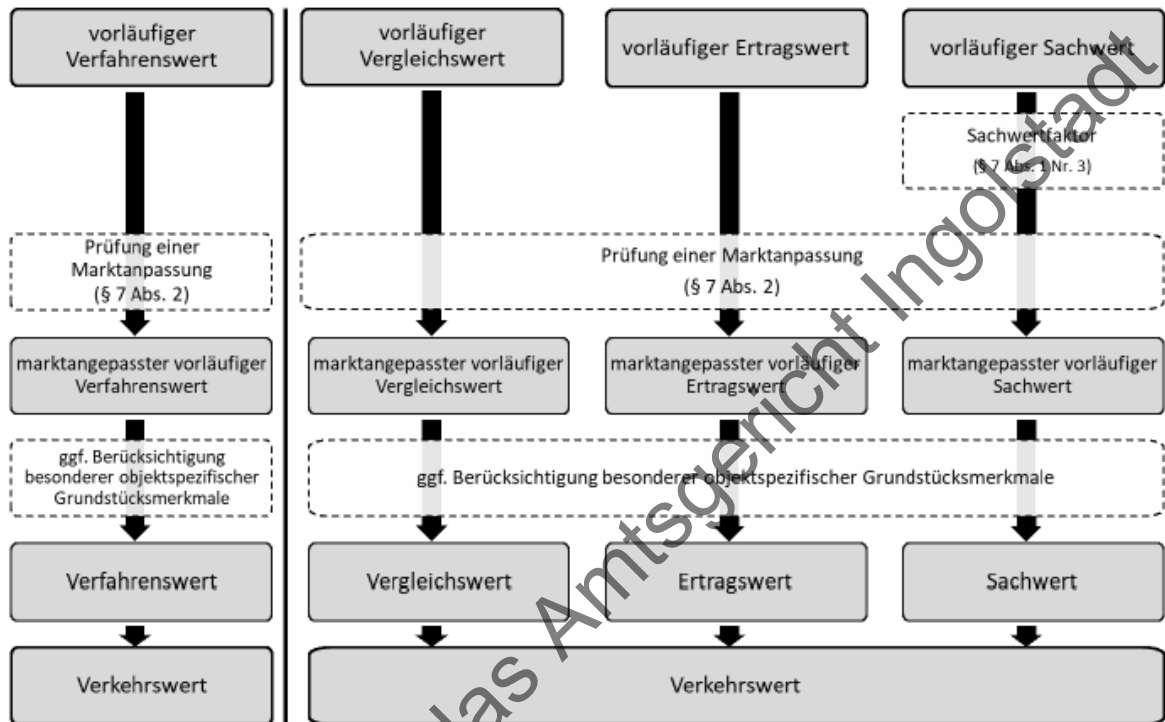 vorläufiger
Verfahrenswert
vorläufiger
Vergleichswert
vorläufiger Ertragswert
vorläufiger Sachwert
Sachwertfaktor
(§ 7 Abs. 1 Nr. 3)
Prüfung einer
Marktanpassung
(§ 7 Abs. 2)
Prüfung einer Marktanpassung
(§ 7 Abs. 2)
marktangepasster vorläufiger
Verfahrenswert
marktangepasster vorläufiger
Vergleichswert
marktangepasster vorläufiger
Ertragswert
marktangepasster vorläufiger
Sachwert
ggf. Berücksichtigung
besonderer objektspezifischer
Grundstücksmerkmale
ggf. Berücksichtigung besonderer objektspezifischer Grundstücksmerkmale
Verfahrenswert
Vergleichswert
Ertragswert
Sachwert
Verkehrswert
Verkehrswert
das Amtsgericht Ingolstadt